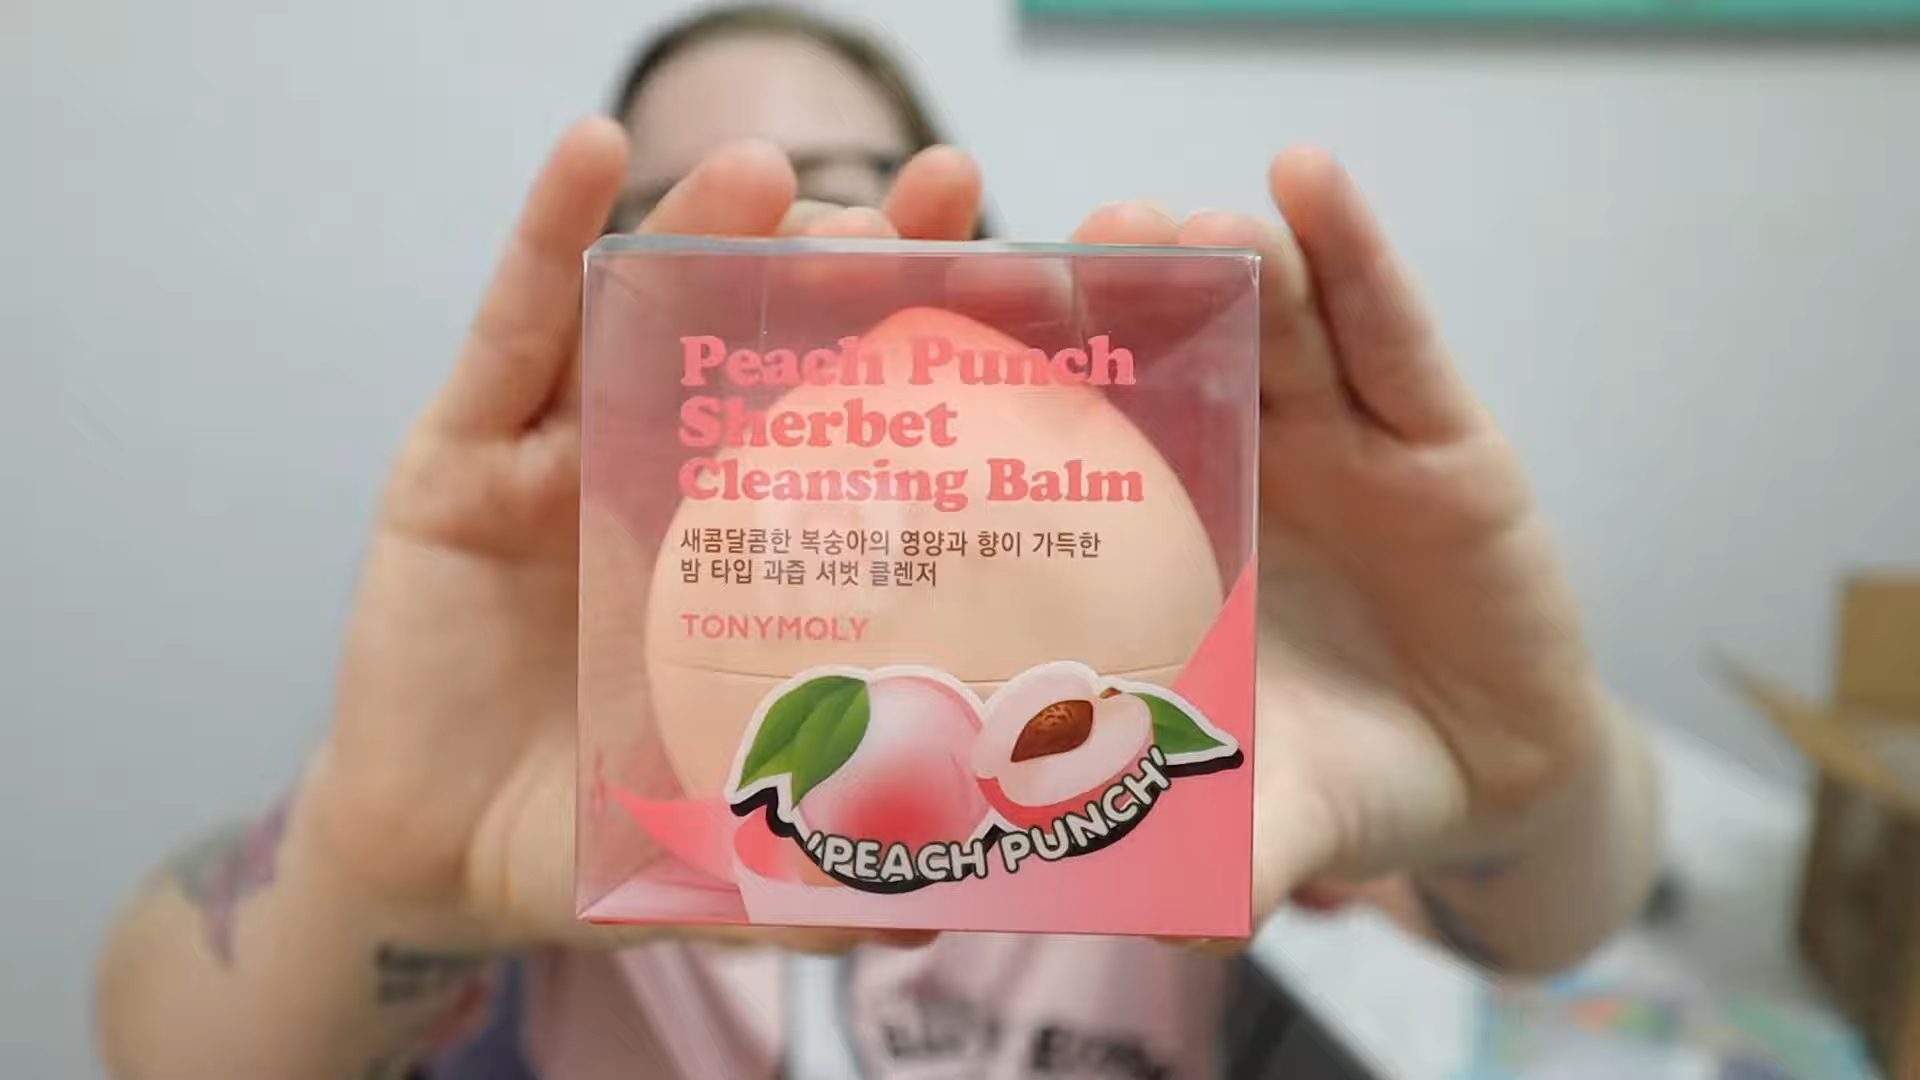 Peach Punch
Sherbet
Cleansing Balm
새콤달콤한 복숭아의 영양과 향이 가득한
밤 타입 과즙 셔벗 클렌저
TONYMOLY
'PEACH PUNCH'